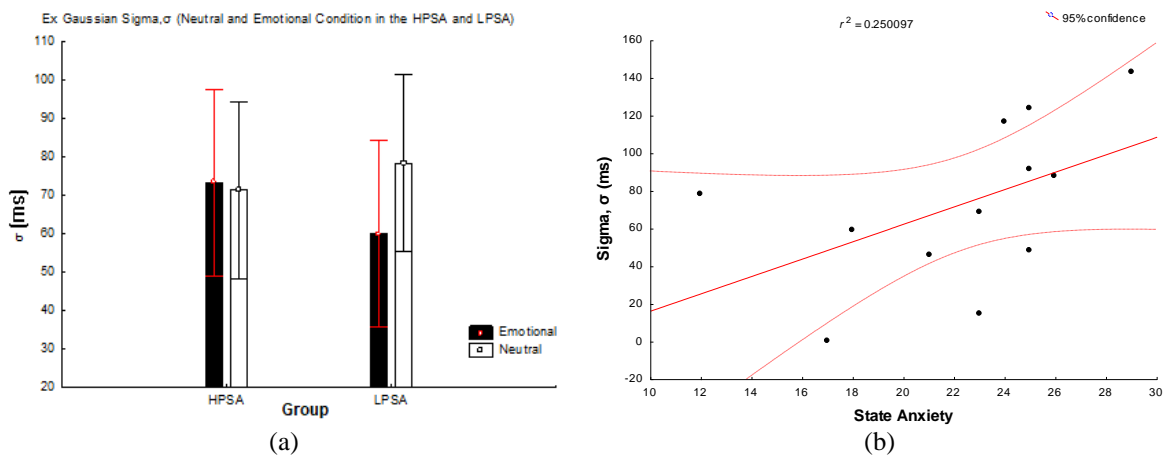 Ex Gaussian Sigma,σ (Neutral and Emotional Condition in the HPSA and LPSA)
110
100
90
80
70
60
50
40
30
20
σ [ms]
HPSA
LPSA
Group
Emotional
Neutral
(a)
r² = 0.250097
95% confidence
160
140
120
100
80
60
40
20
0
-20
Sigma, σ (ms)
10 12 14 16 18 20 22 24 26 28 30
State Anxiety
(b)